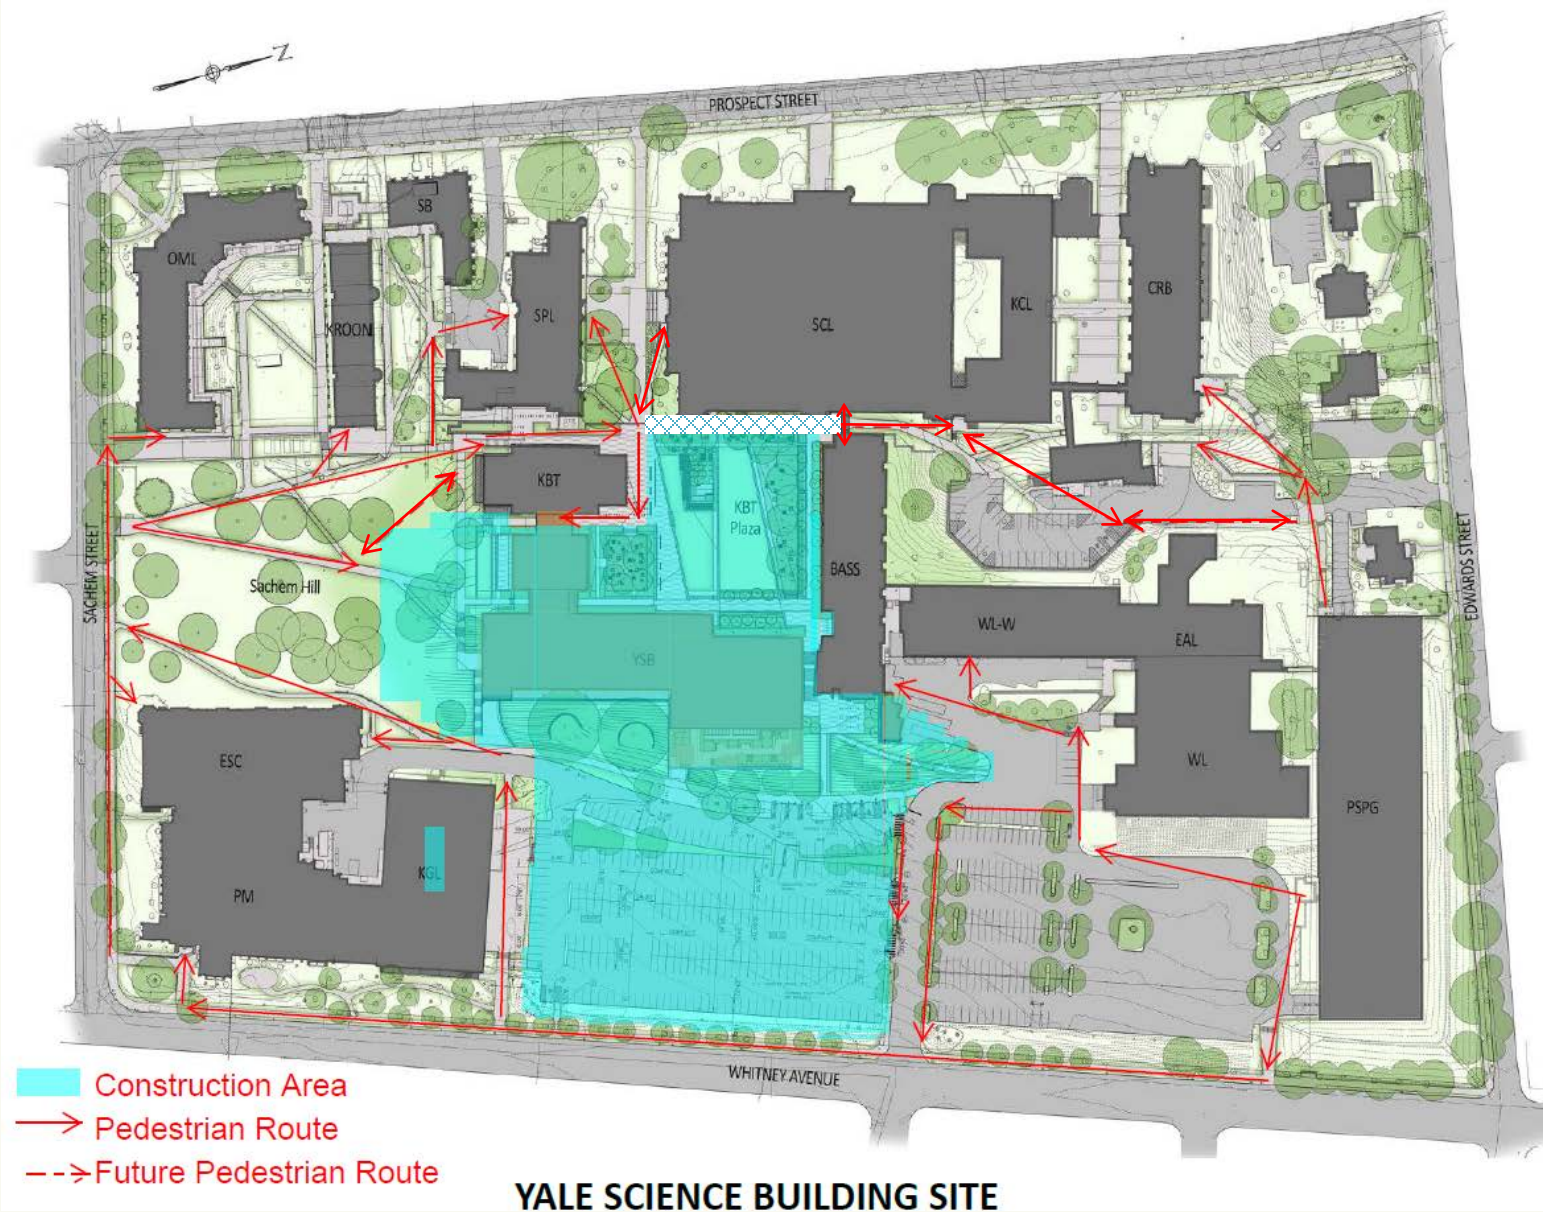 Z
PROSPECT STREET
SB
OML
KROON
SPL
SCL
KCL
CRB
KBT
KBT
Plaza
BASS
SACHEM STREET
Sachem Hill
EDWARDS STREET
WL-W
EAL
YSB
ESC
WL
PSPG
KGL
PM
WHITNEY AVENUE
Construction Area
Pedestrian Route
Future Pedestrian Route
YALE SCIENCE BUILDING SITE